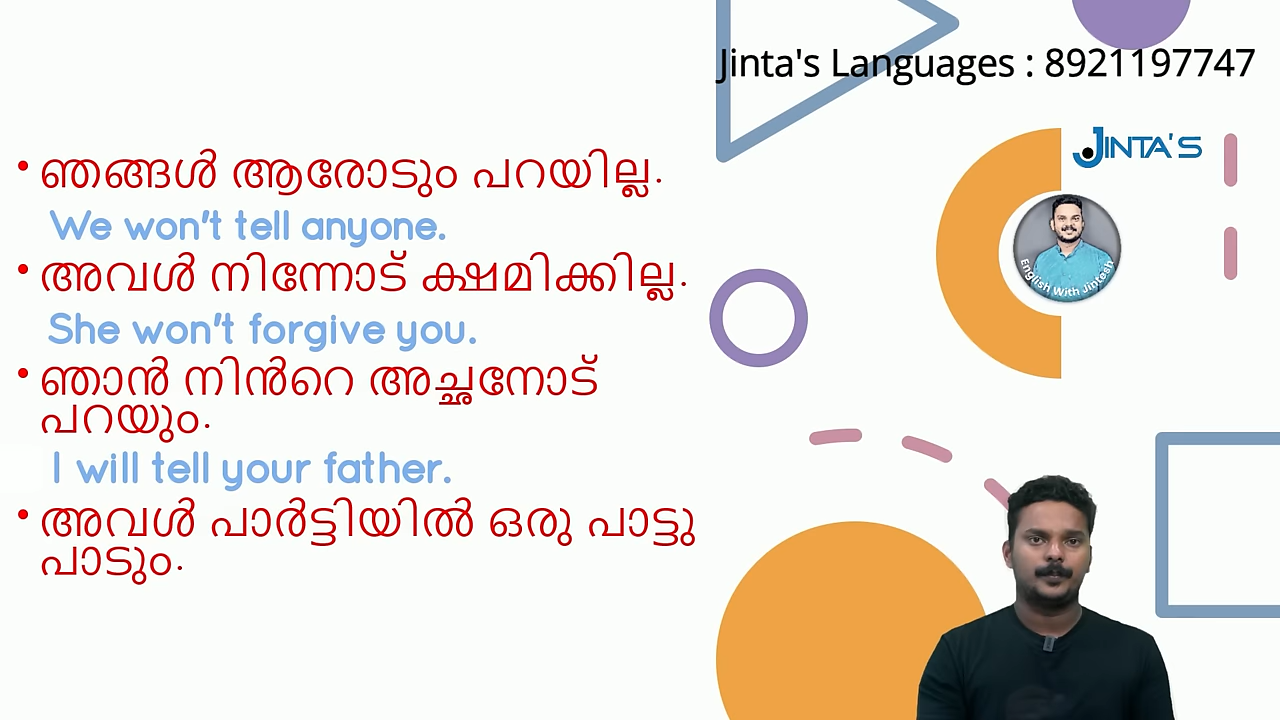 Jinta's Languages : 8921197747
JINTA'S
English With Jintesh
• ഞങ്ങൾ ആരോടും പറയില്ല.
We won't tell anyone.
• അവൾ നിന്നോട് ക്ഷമിക്കില്ല.
She won't forgive you.
• ഞാൻ നിൻറെ അച്ഛനോട്
പറയും.
I will tell your father.
• അവൾ പാർട്ടിയിൽ ഒരു പാട്ടു
പാടും.